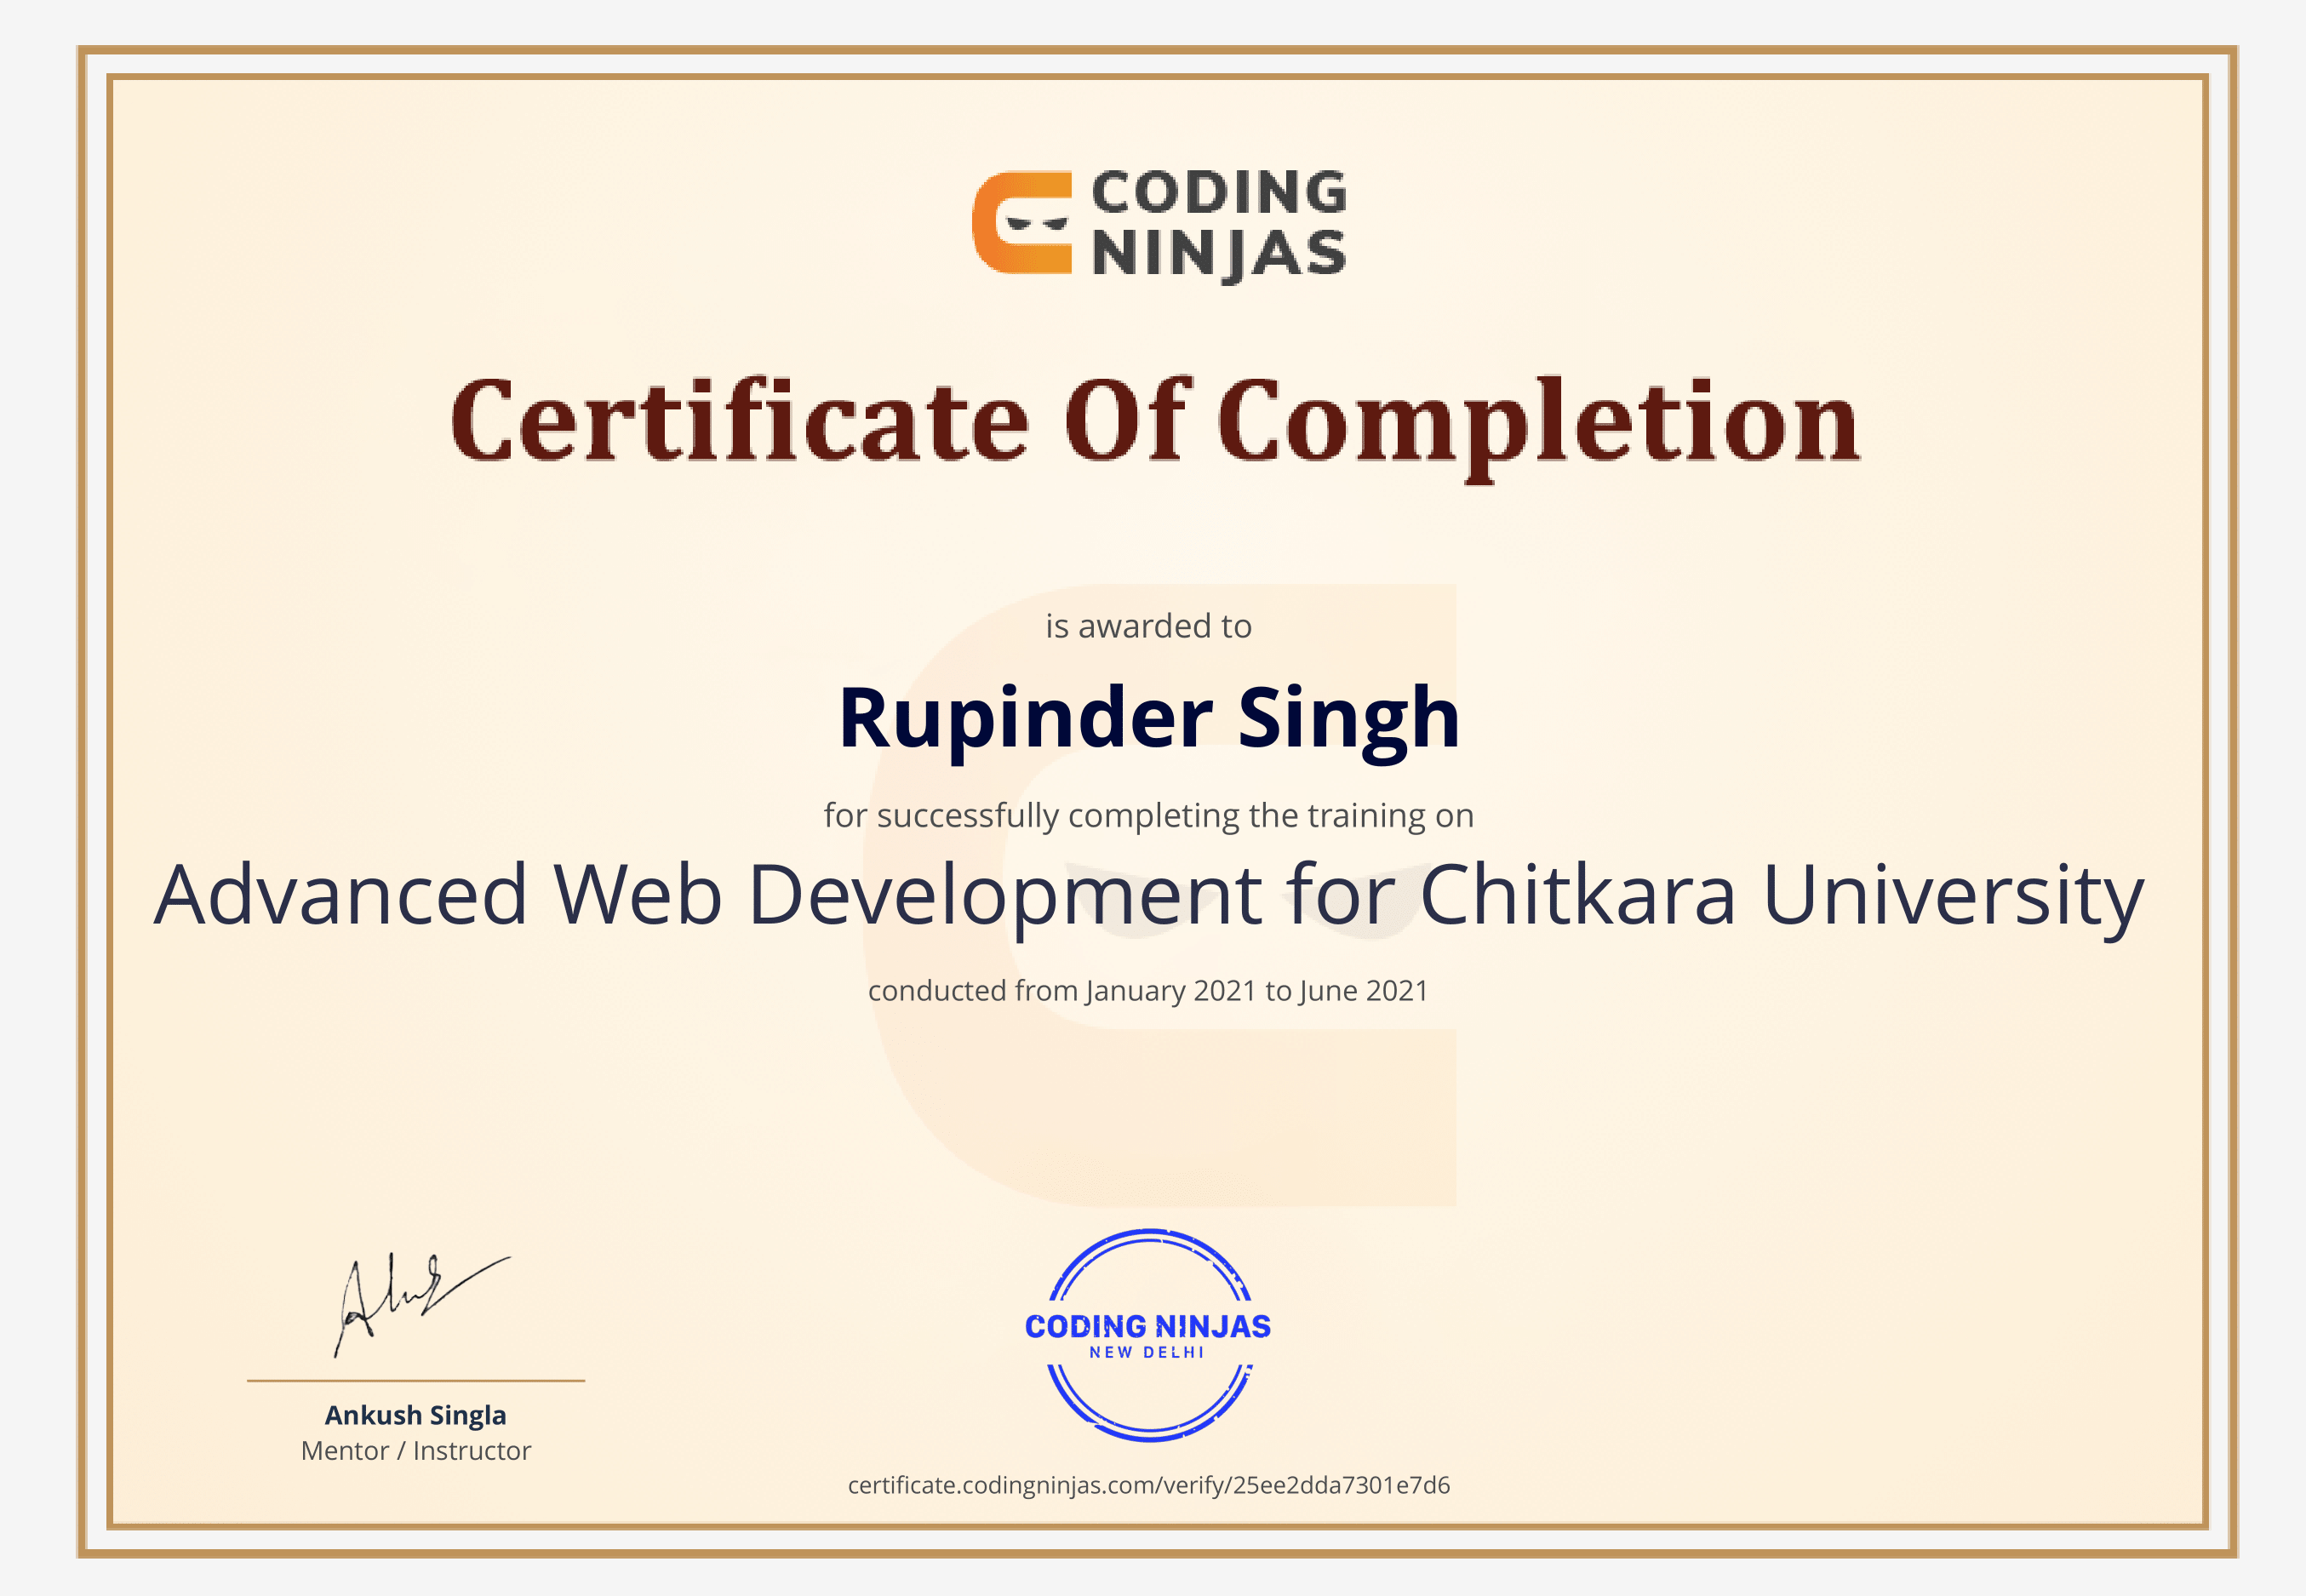 CODING
NINJAS
Certificate Of Completion
is awarded to
Rupinder Singh
for successfully completing the training on
Advanced Web Development for Chitkara University
conducted from January 2021 to June 2021
CODING NINJAS
NEW DELHI
Ankush Singla
Mentor / Instructor
certificate.codingninjas.com/verify/25ee2dda7301e7d6